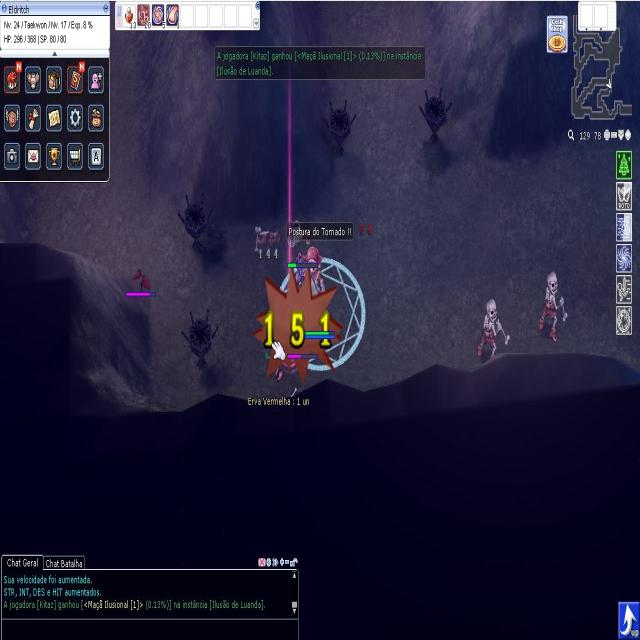 Eldritch
Nv. 24 / Taekwon / Nv. 17 / Exp. 8 %
HP. 296 / 368 | SP. 80 / 80
A jogadora [Kitaz] ganhou [<Maçã Ilusional [1]> (0.13%)] na instância
[Ilusão de Luanda].
129 78
Postura do Tornado !!
144
151
Erva Vermelha : 1 un
Chat Geral
Chat Batalha
Sua velocidade foi aumentada.
STR, INT, DES e HIT aumentados.
A jogadora [Kitaz] ganhou [<Maçã Ilusional [1]> (0.13%)] na instância [Ilusão de Luanda].